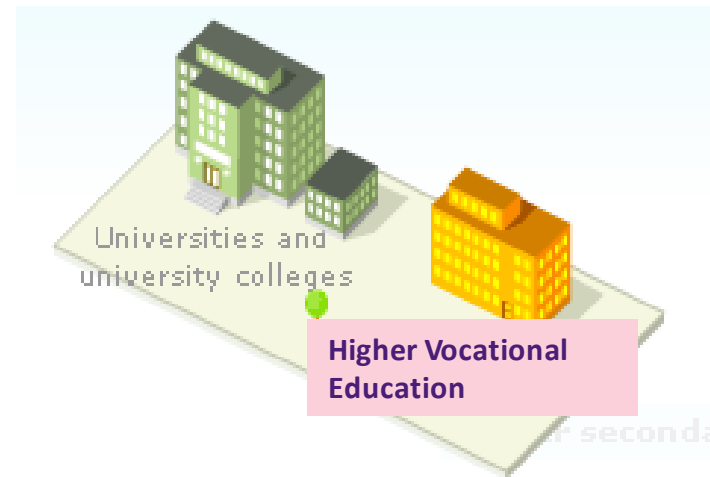 Universities and
university colleges
Higher Vocational
Education